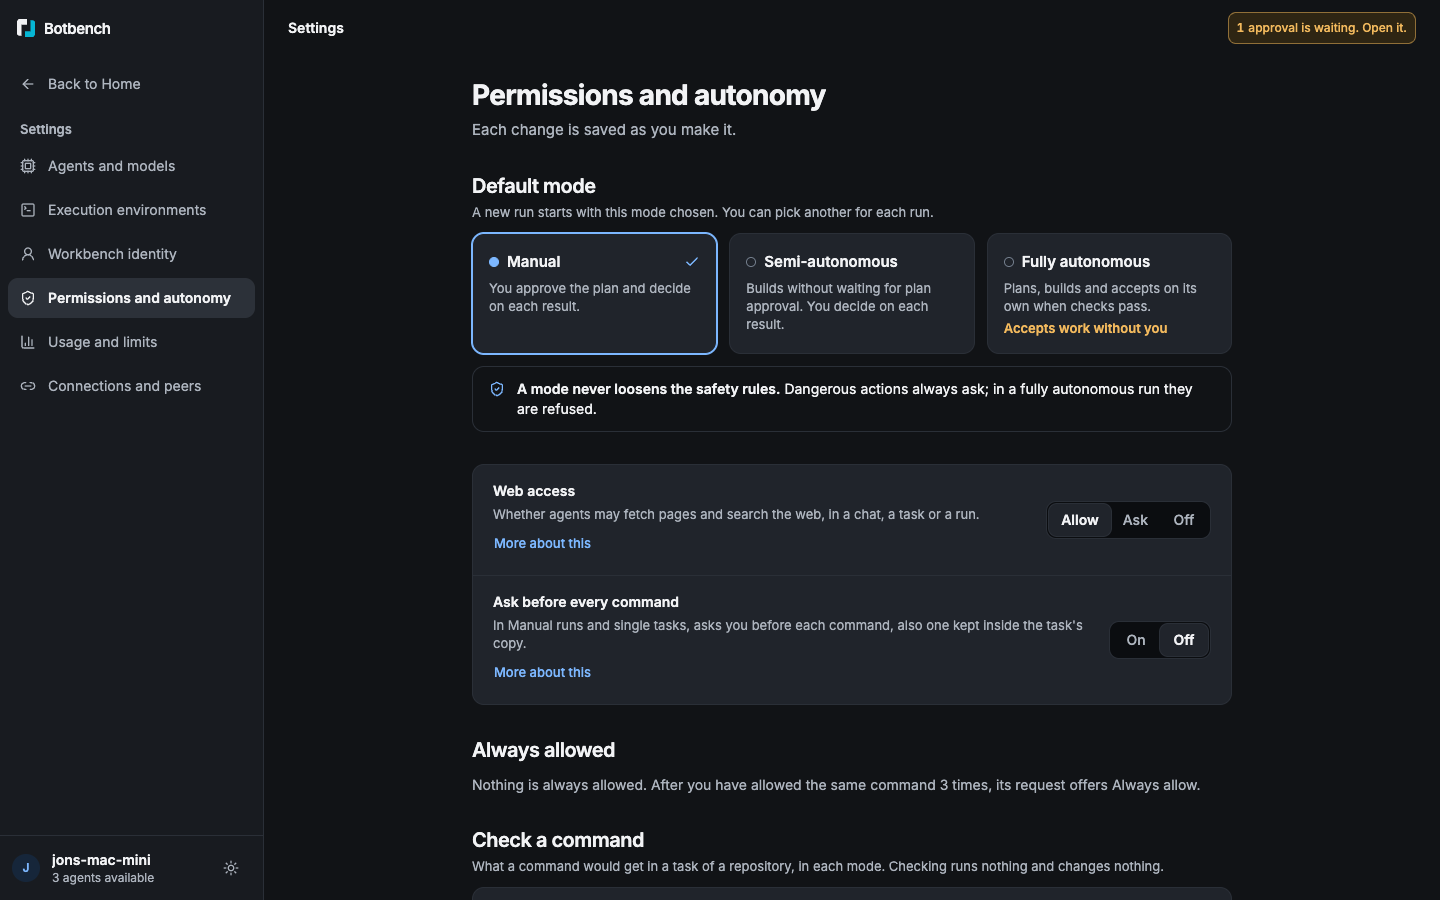 Botbench
Settings
1 approval is waiting. Open it.
Back to Home
Settings
Agents and models
Execution environments
Workbench identity
Permissions and autonomy
Usage and limits
Connections and peers
J
jons-mac-mini
3 agents available
Permissions and autonomy
Each change is saved as you make it.
Default mode
A new run starts with this mode chosen. You can pick another for each run.
Manual
You approve the plan and decide
on each result.
Semi-autonomous
Builds without waiting for plan
approval. You decide on each
result.
Fully autonomous
Plans, builds and accepts on its
own when checks pass.
Accepts work without you
A mode never loosens the safety rules. Dangerous actions always ask; in a fully autonomous run they
are refused.
Web access
Whether agents may fetch pages and search the web, in a chat, a task or a run.
More about this
Allow Ask Off
Ask before every command
In Manual runs and single tasks, asks you before each command, also one kept inside the task's
copy.
More about this
On Off
Always allowed
Nothing is always allowed. After you have allowed the same command 3 times, its request offers Always allow.
Check a command
What a command would get in a task of a repository, in each mode. Checking runs nothing and changes nothing.